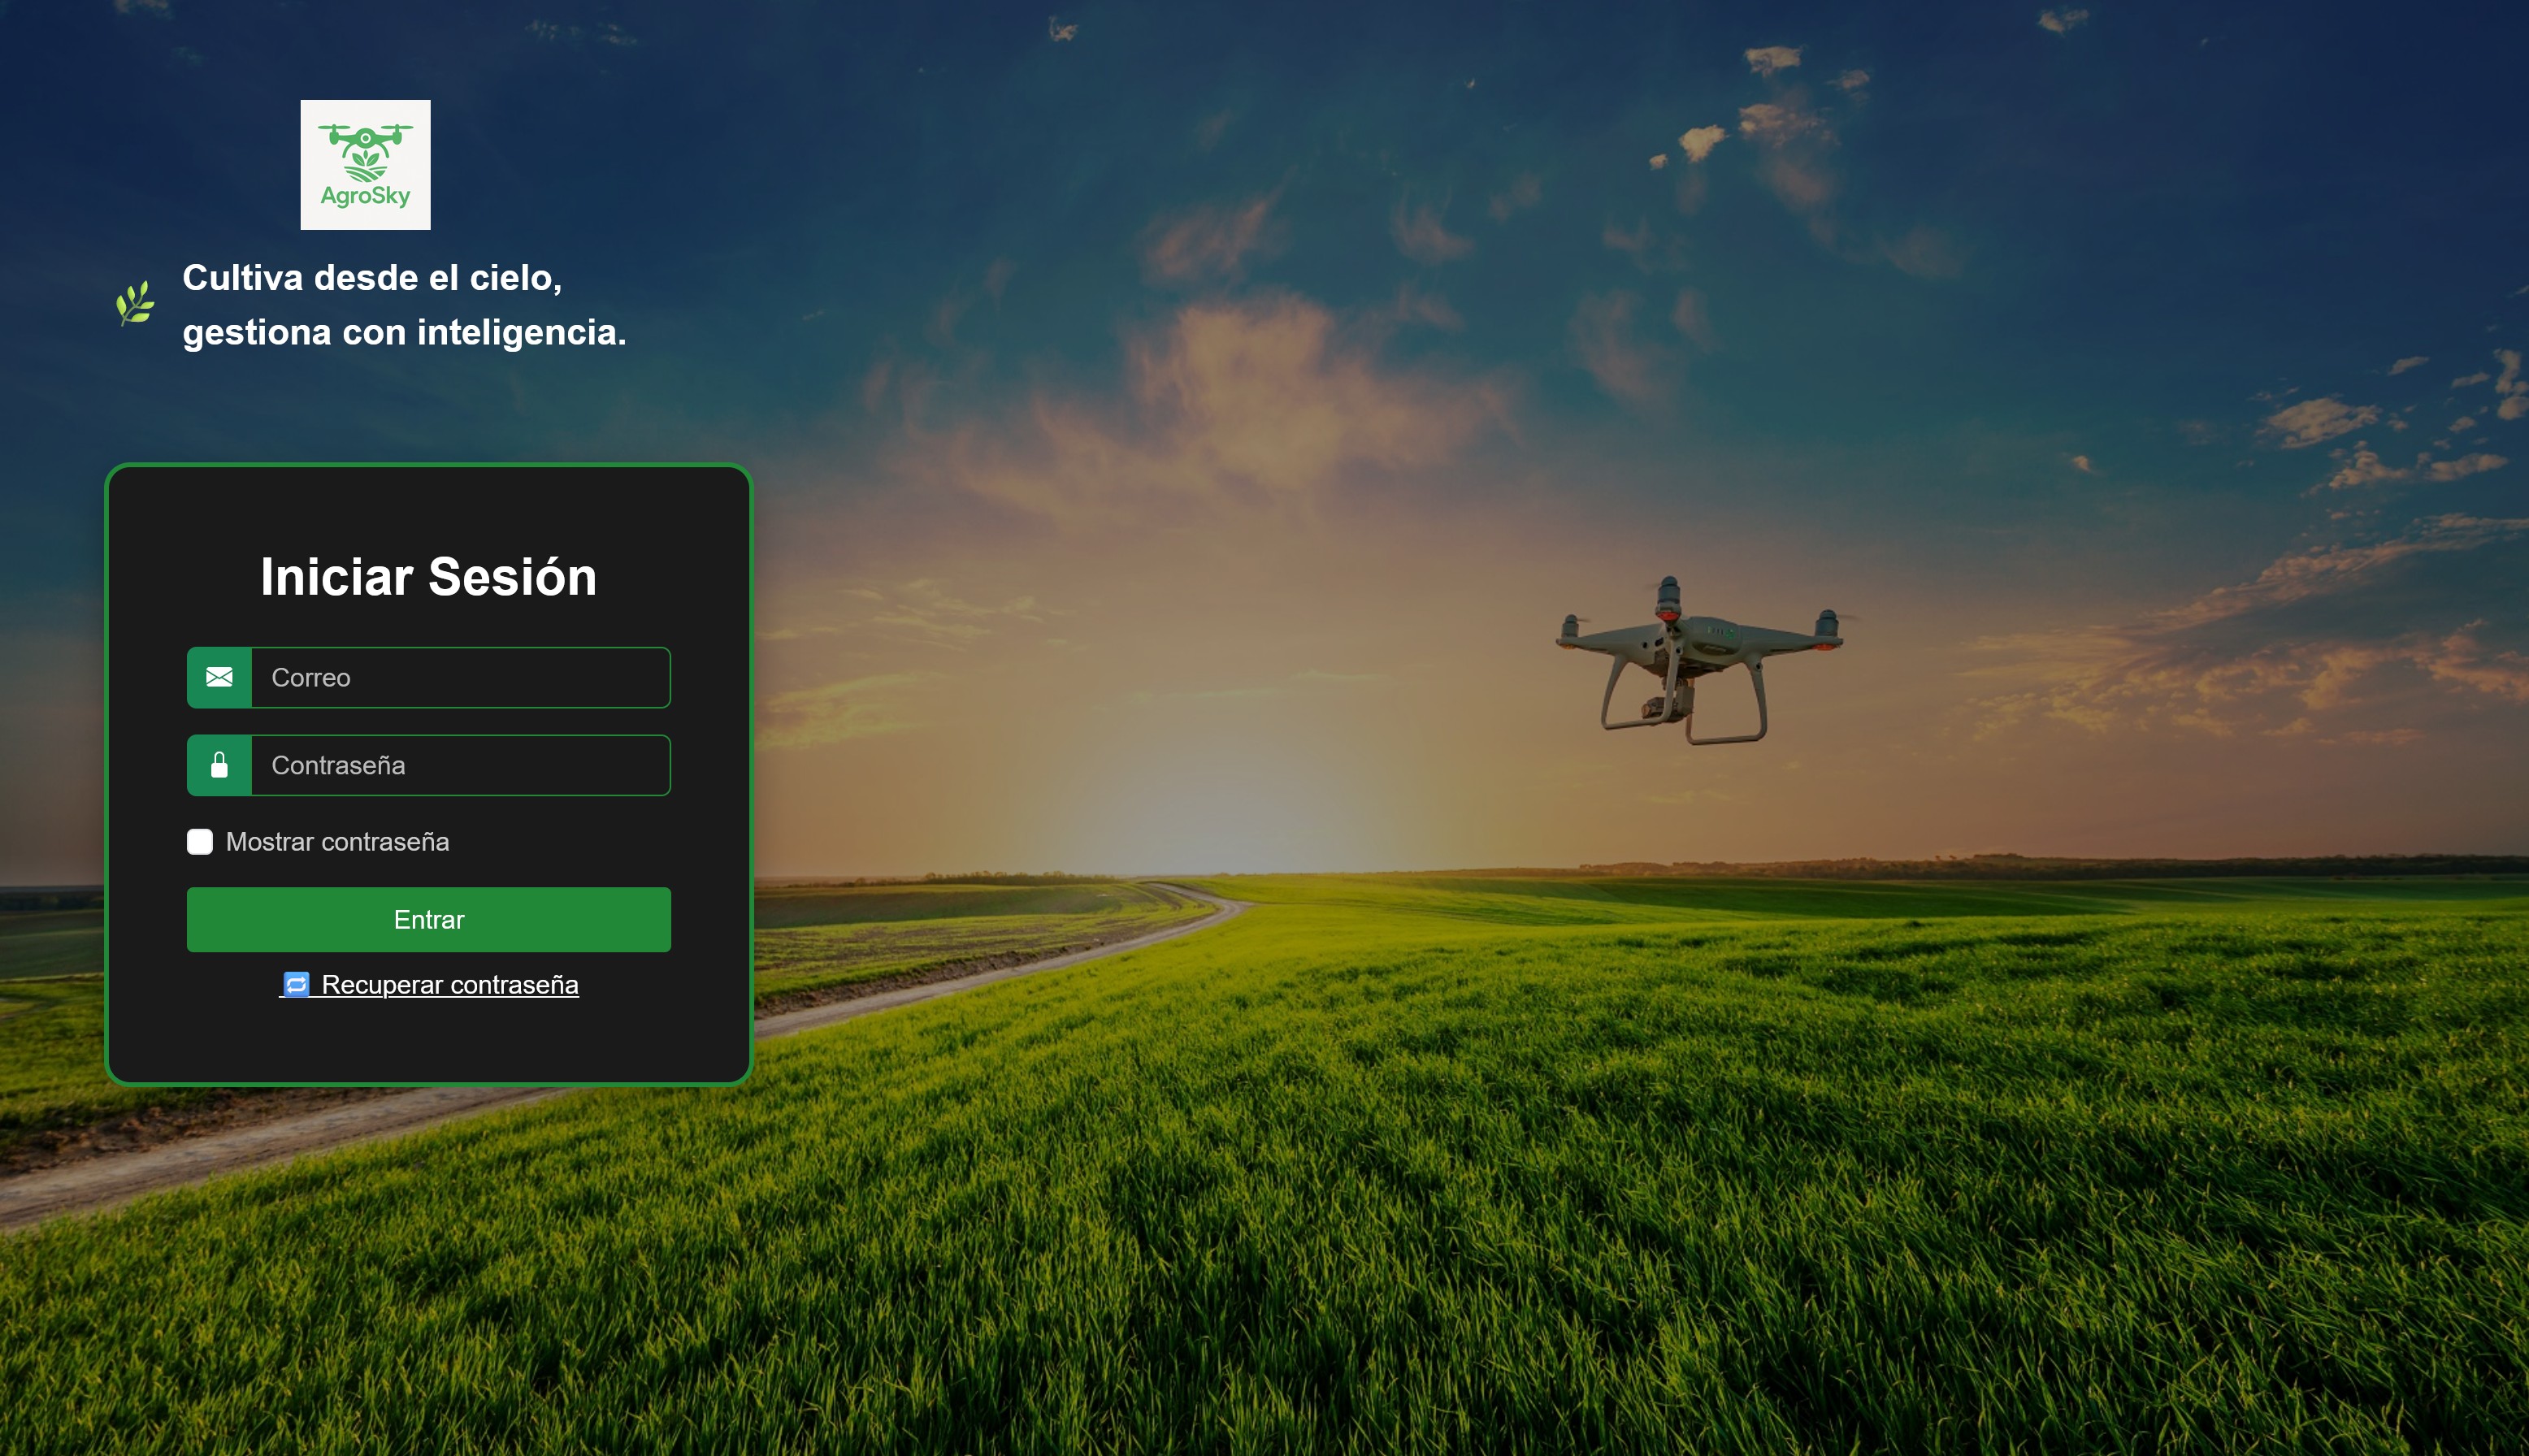 AgroSky
Cultiva desde el cielo,
gestiona con inteligencia.
Iniciar Sesión
Correo
Contraseña
Mostrar contraseña
Entrar
Recuperar contraseña